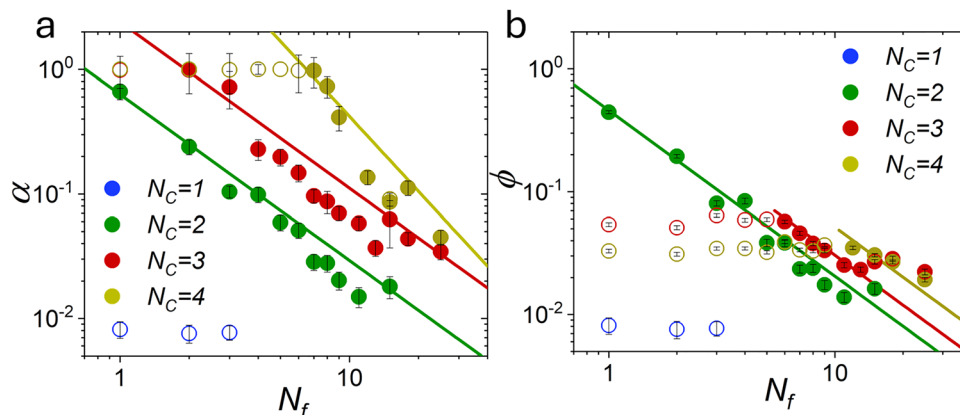 a
b
α
10⁰
10⁻¹
10⁻²
1
10
N_f
N_C=1
N_C=2
N_C=3
N_C=4
ϕ
10⁰
10⁻¹
10⁻²
1
10
N_f
N_C=1
N_C=2
N_C=3
N_C=4